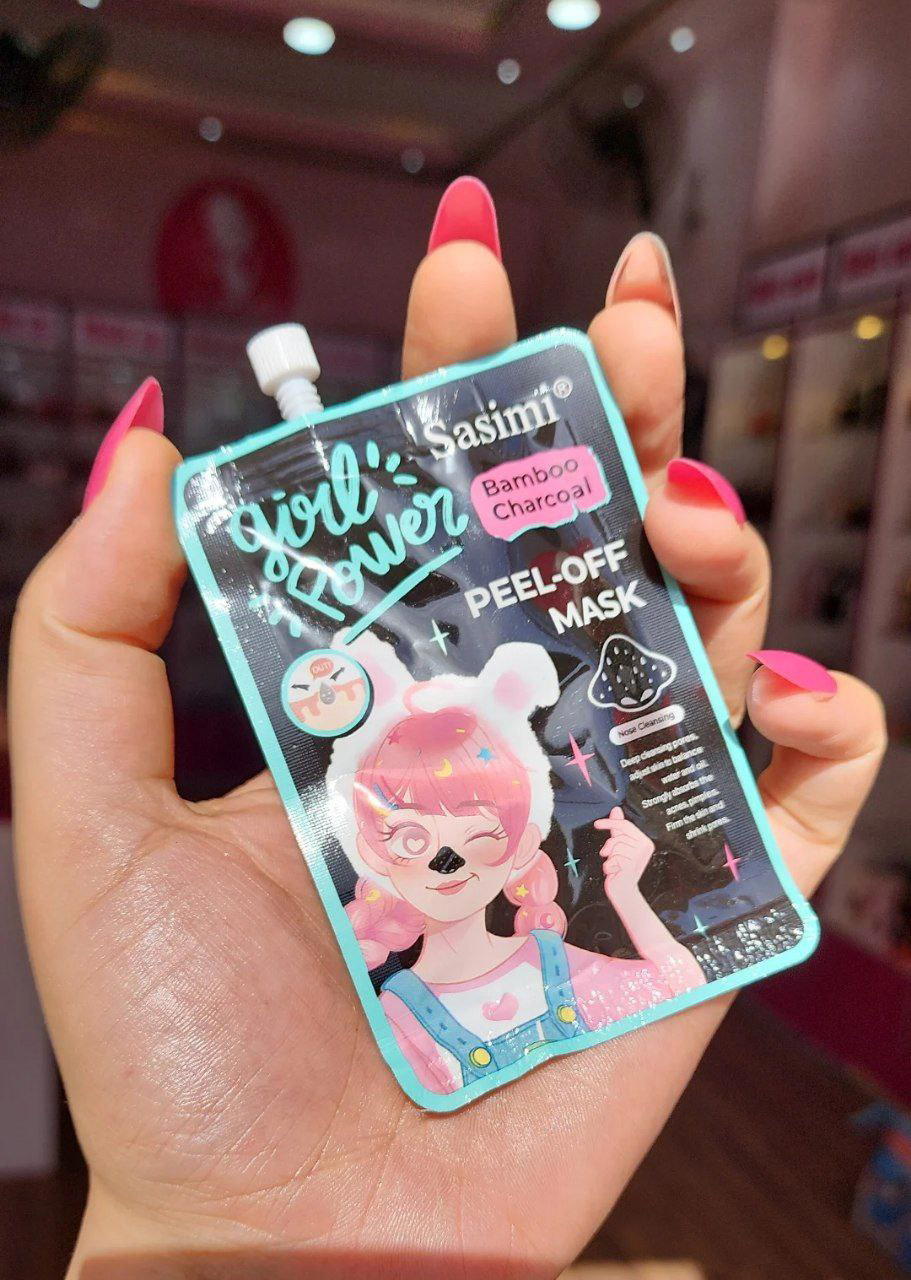 Sasimi®
girl
Power
Bamboo
Charcoal
PEEL-OFF
MASK
OUT!
Nose Cleansing
Deep cleansing pores,
adjust skin to balance
water and oil.
Strongly absorbs the
acnes, pimples.
Firm the skin and
shrink pores.